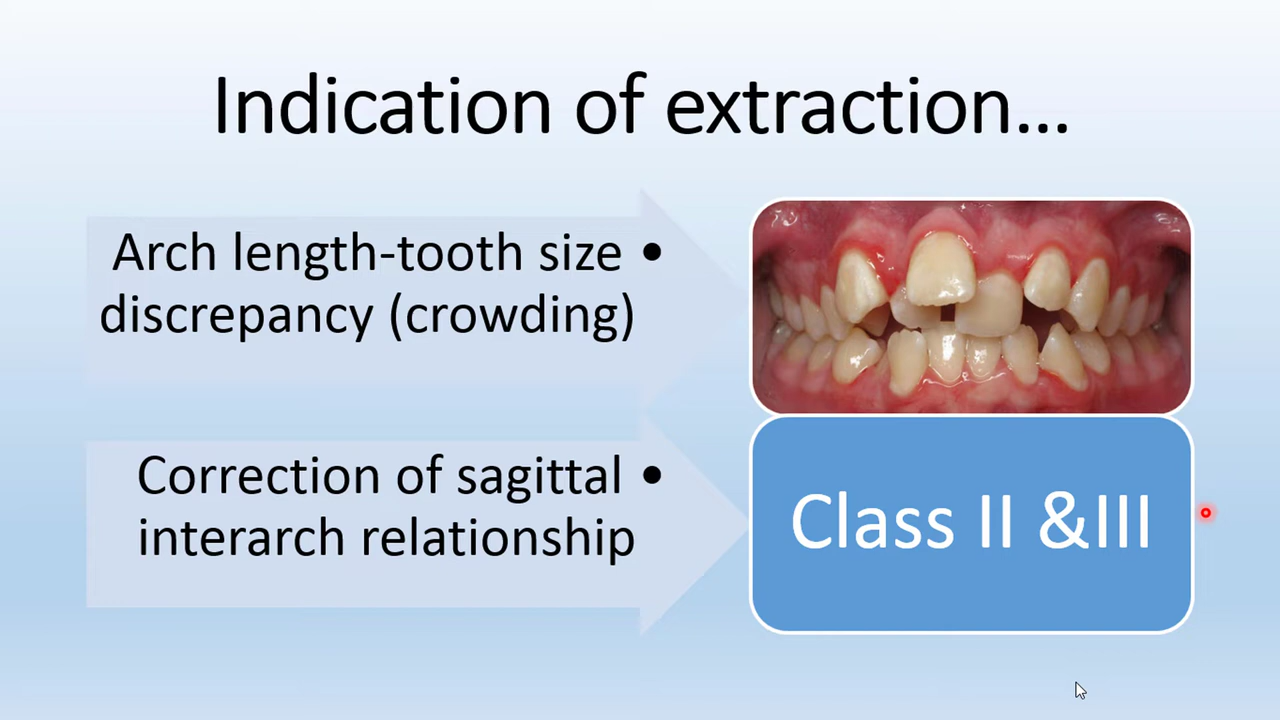 Indication of extraction...
Arch length-tooth size •
discrepancy (crowding)
Correction of sagittal •
interarch relationship
Class II &III